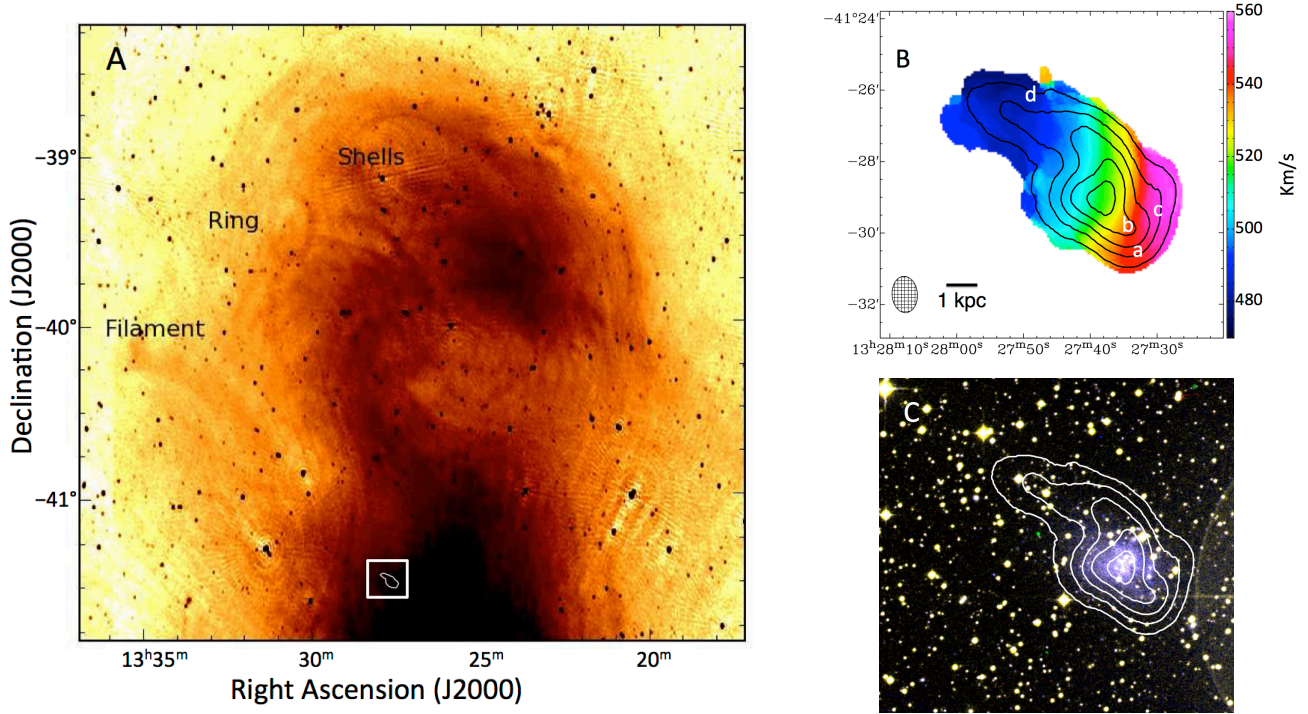 A
Shells
Ring
Filament
−39°
−40°
−41°
Declination (J2000)
13ʰ35ᵐ
30ᵐ
25ᵐ
20ᵐ
Right Ascension (J2000)
B
−41°24′
−26′
−28′
−30′
−32′
d
c
b
a
1 kpc
13ʰ28ᵐ10ˢ 28ᵐ00ˢ 27ᵐ50ˢ 27ᵐ40ˢ 27ᵐ30ˢ
560
540
520
500
480
Km/s
C